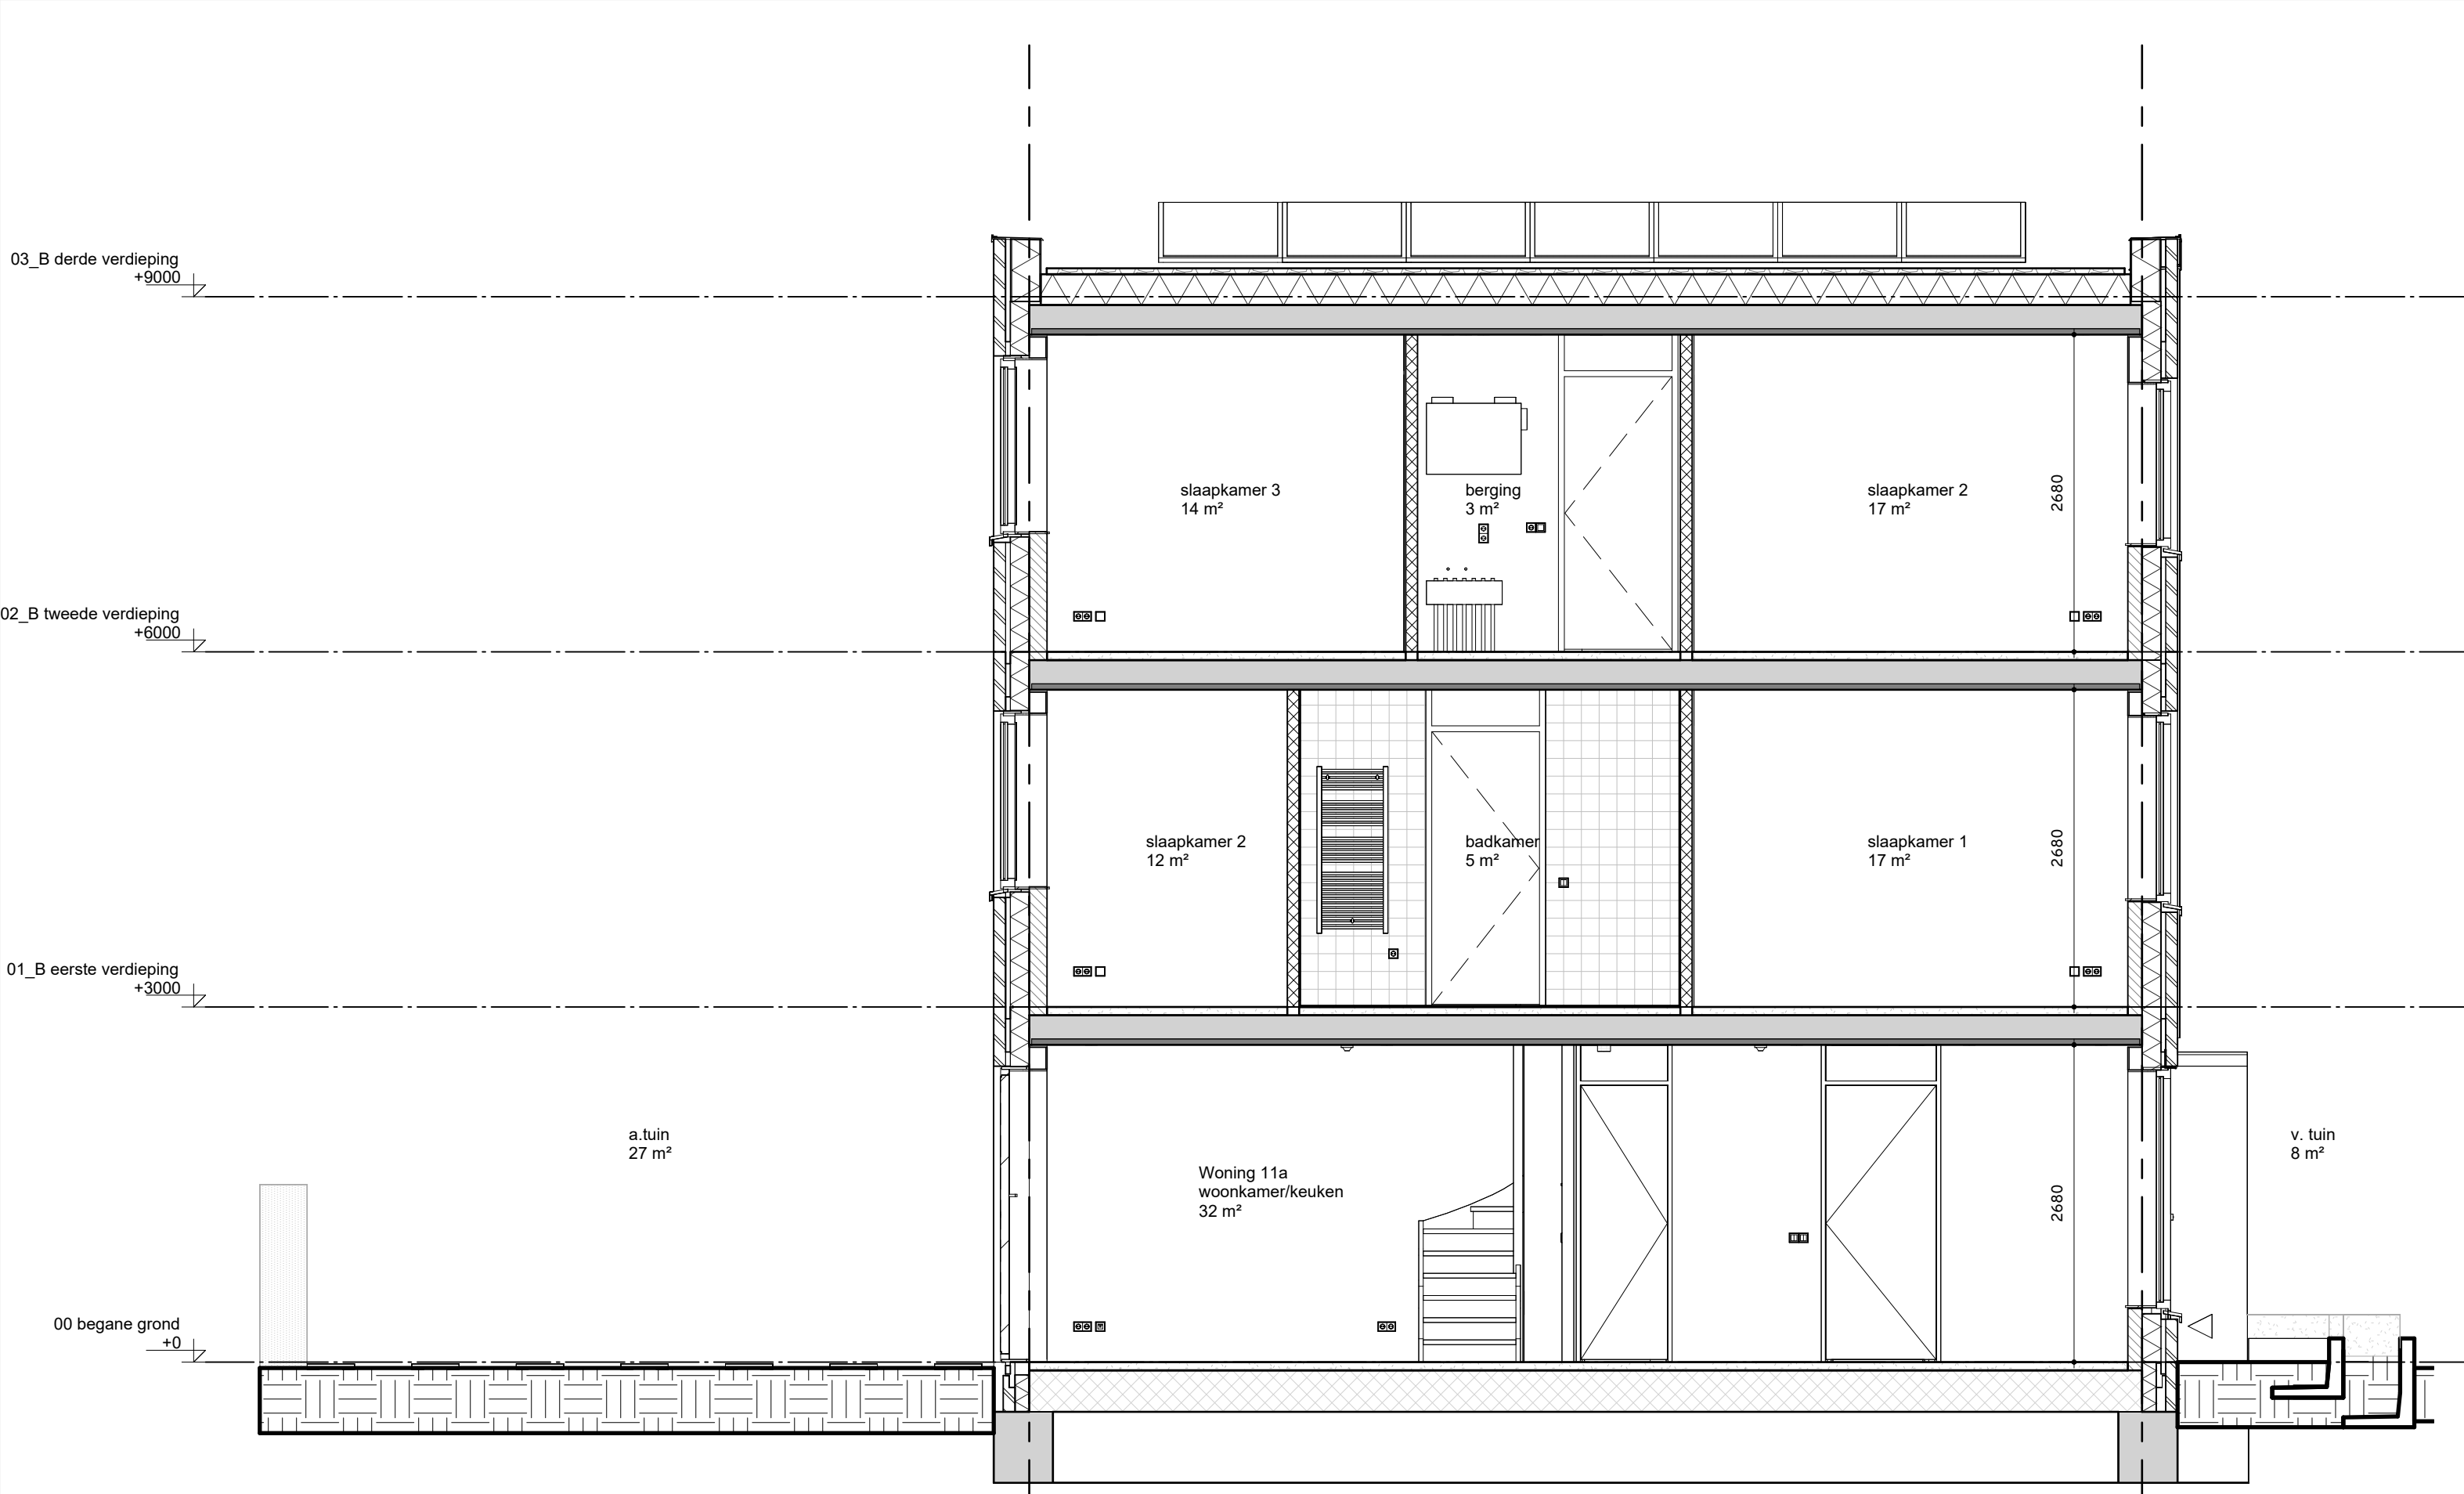 03_B derde verdieping
+9000
slaapkamer 3
14 m²
berging
3 m²
slaapkamer 2
17 m²
2680
02_B tweede verdieping
+6000
slaapkamer 2
12 m²
badkamer
5 m²
slaapkamer 1
17 m²
2680
01_B eerste verdieping
+3000
a.tuin
27 m²
Woning 11a
woonkamer/keuken
32 m²
2680
v. tuin
8 m²
00 begane grond
+0